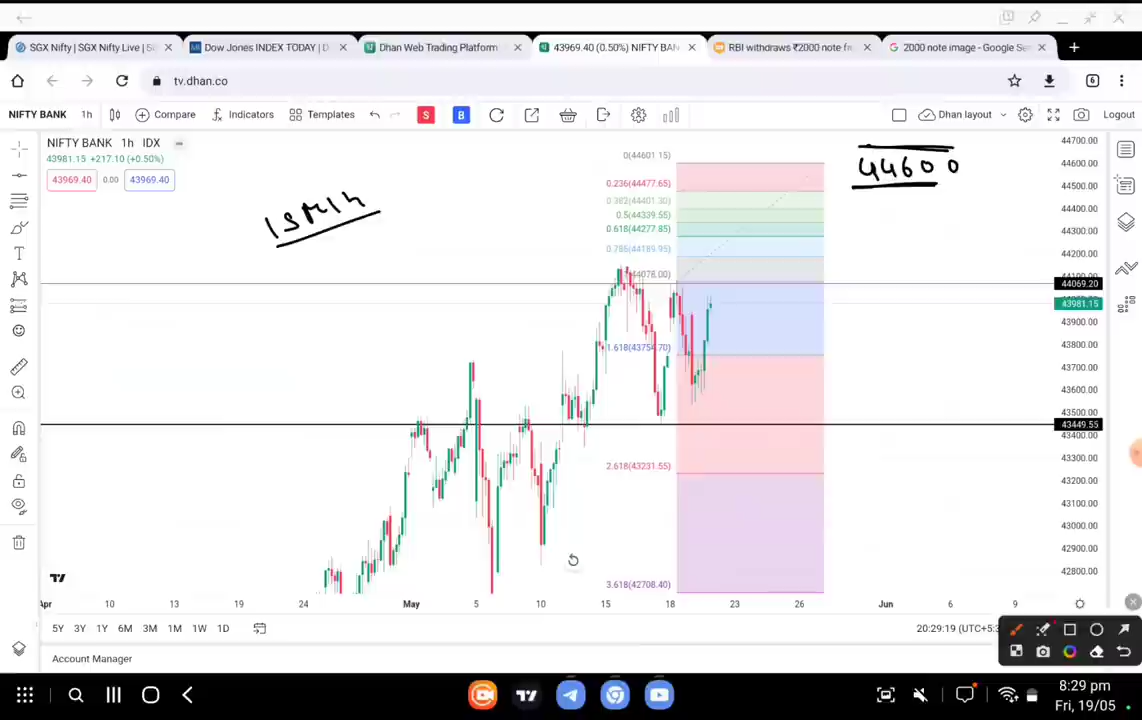 SGX Nifty | SGX Nifty Live | S
Dow Jones INDEX TODAY | D
Dhan Web Trading Platform
43969.40 (0.50%) NIFTY BAN
RBI withdraws ₹2000 note fr
2000 note image - Google Se
tv.dhan.co
6
NIFTY BANK 1h Compare Indicators Templates S B Dhan layout Logout
NIFTY BANK 1h IDX
43981.15 +217.10 (+0.50%)
43969.40 0.00 43969.40
15Min
44600
0(44601.15)
0.236(44477.65)
0.382(44401.30)
0.5(44339.55)
0.618(44277.85)
0.786(44189.95)
(44078.00)
1.618(43754.70)
2.618(43231.55)
3.618(42708.40)
44700.00
44600.00
44500.00
44400.00
44300.00
44200.00
44069.20
43981.15
43900.00
43800.00
43700.00
43600.00
43500.00
43449.55
43400.00
43300.00
43200.00
43100.00
43000.00
42900.00
42800.00
Apr 10 13 19 24 May 5 10 15 18 23 26 Jun 6 9
5Y 3Y 1Y 6M 3M 1M 1W 1D
20:29:19 (UTC+5:3
Account Manager
8:29 pm
Fri, 19/05